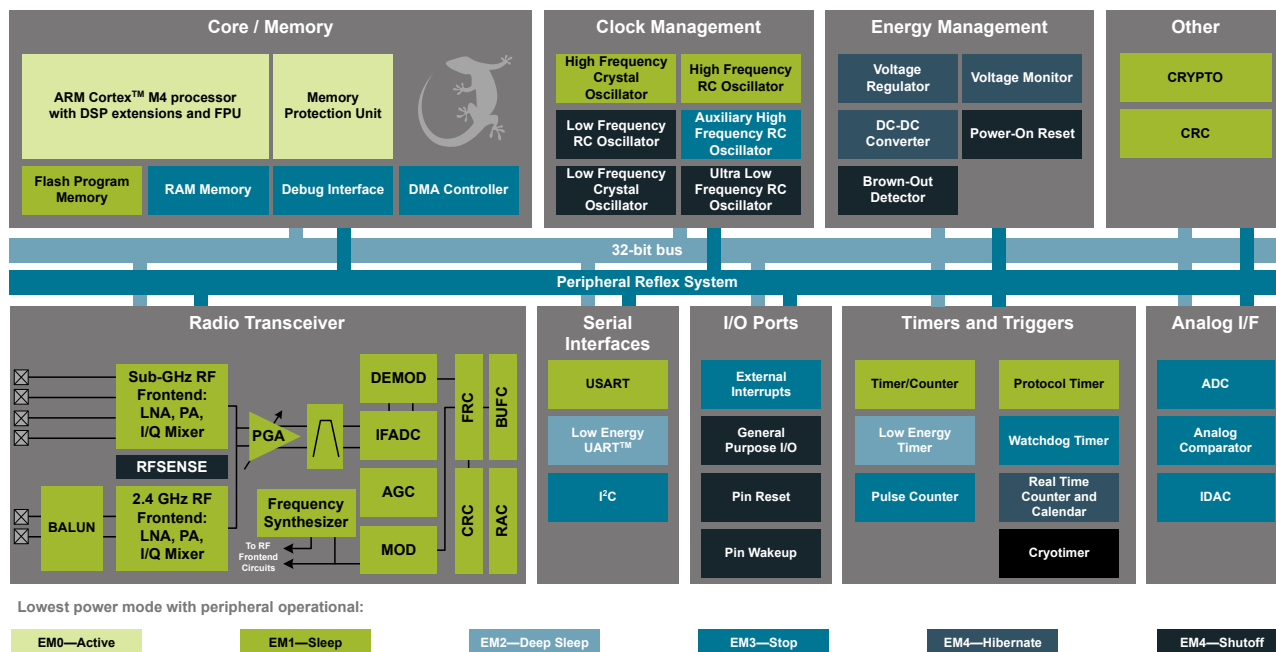 Core / Memory
ARM Cortex™ M4 processor
with DSP extensions and FPU
Memory
Protection Unit
Flash Program
Memory
RAM Memory
Debug Interface
DMA Controller
Clock Management
High Frequency
Crystal
Oscillator
High Frequency
RC Oscillator
Low Frequency
RC Oscillator
Auxiliary High
Frequency RC
Oscillator
Low Frequency
Crystal
Oscillator
Ultra Low
Frequency RC
Oscillator
Energy Management
Voltage
Regulator
Voltage Monitor
DC-DC
Converter
Power-On Reset
Brown-Out
Detector
Other
CRYPTO
CRC
32-bit bus
Peripheral Reflex System
Radio Transceiver
Sub-GHz RF
Frontend:
LNA, PA,
I/Q Mixer
RFSENSE
BALUN
2.4 GHz RF
Frontend:
LNA, PA,
I/Q Mixer
PGA
DEMOD
IFADC
AGC
MOD
Frequency
Synthesizer
To RF
Frontend
Circuits
FRC
BUFC
CRC
RAC
Serial
Interfaces
USART
Low Energy
UART™
I²C
I/O Ports
External
Interrupts
General
Purpose I/O
Pin Reset
Pin Wakeup
Timers and Triggers
Timer/Counter
Protocol Timer
Low Energy
Timer
Watchdog Timer
Pulse Counter
Real Time
Counter and
Calendar
Cryotimer
Analog I/F
ADC
Analog
Comparator
IDAC
Lowest power mode with peripheral operational:
EM0—Active
EM1—Sleep
EM2—Deep Sleep
EM3—Stop
EM4—Hibernate
EM4—Shutoff